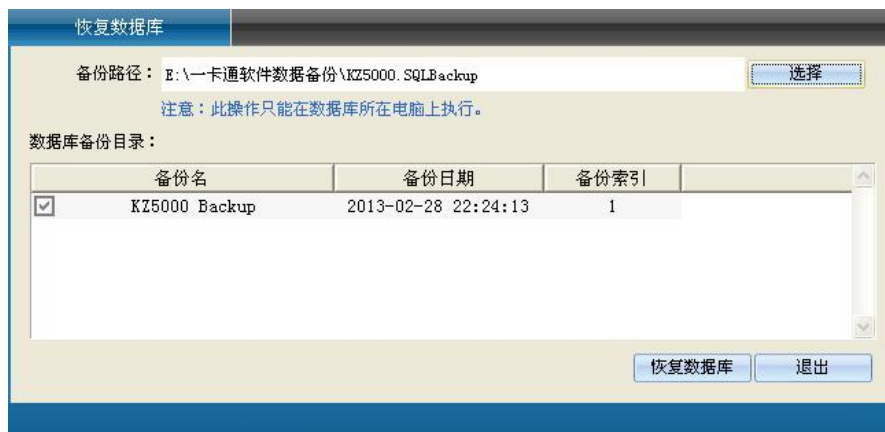 恢复数据库
备份路径： E:\一卡通软件数据备份\KZ5000.SQLBackup 选择
注意：此操作只能在数据库所在电脑上执行。
数据库备份目录：
备份名 备份日期 备份索引
KZ5000 Backup 2013-02-28 22:24:13 1
恢复数据库 退出